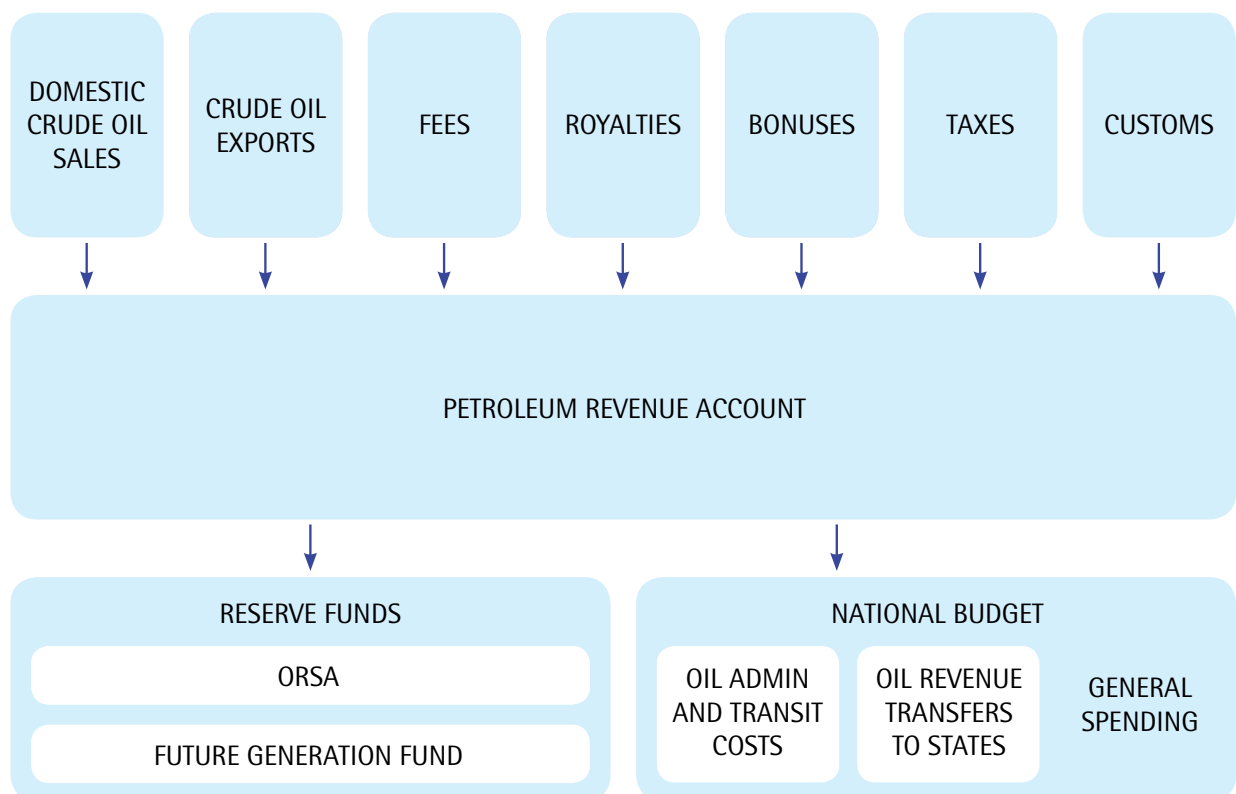 DOMESTIC
CRUDE OIL
SALES
CRUDE OIL
EXPORTS
FEES
ROYALTIES
BONUSES
TAXES
CUSTOMS
PETROLEUM REVENUE ACCOUNT
RESERVE FUNDS
ORSA
FUTURE GENERATION FUND
NATIONAL BUDGET
OIL ADMIN
AND TRANSIT
COSTS
OIL REVENUE
TRANSFERS
TO STATES
GENERAL
SPENDING